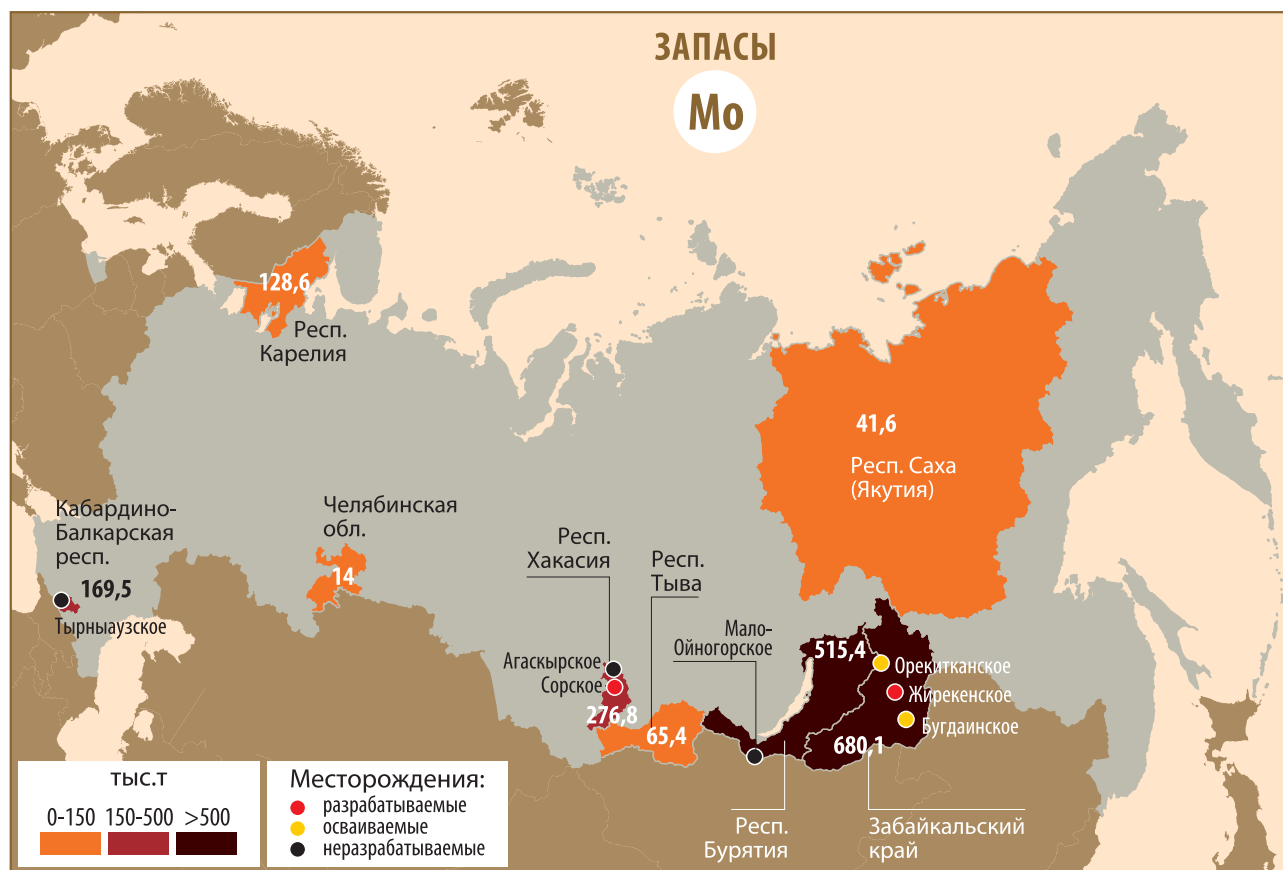 ЗАПАСЫ
Mo
128,6
Респ.
Карелия
41,6
Респ. Саха
(Якутия)
Кабардино-
Балкарская
респ.
169,5
Тырныаузское
Челябинская
обл.
14
Респ.
Хакасия
Респ.
Тыва
Мало-
Ойногорское
Агаскырское
Сорское
276,8
65,4
515,4
Орекитканское
Жирекенское
Бугдаинское
680,1
Респ.
Бурятия
Забайкальский
край
тыс.т
0-150 150-500 >500
Месторождения:
разрабатываемые
осваиваемые
неразрабатываемые